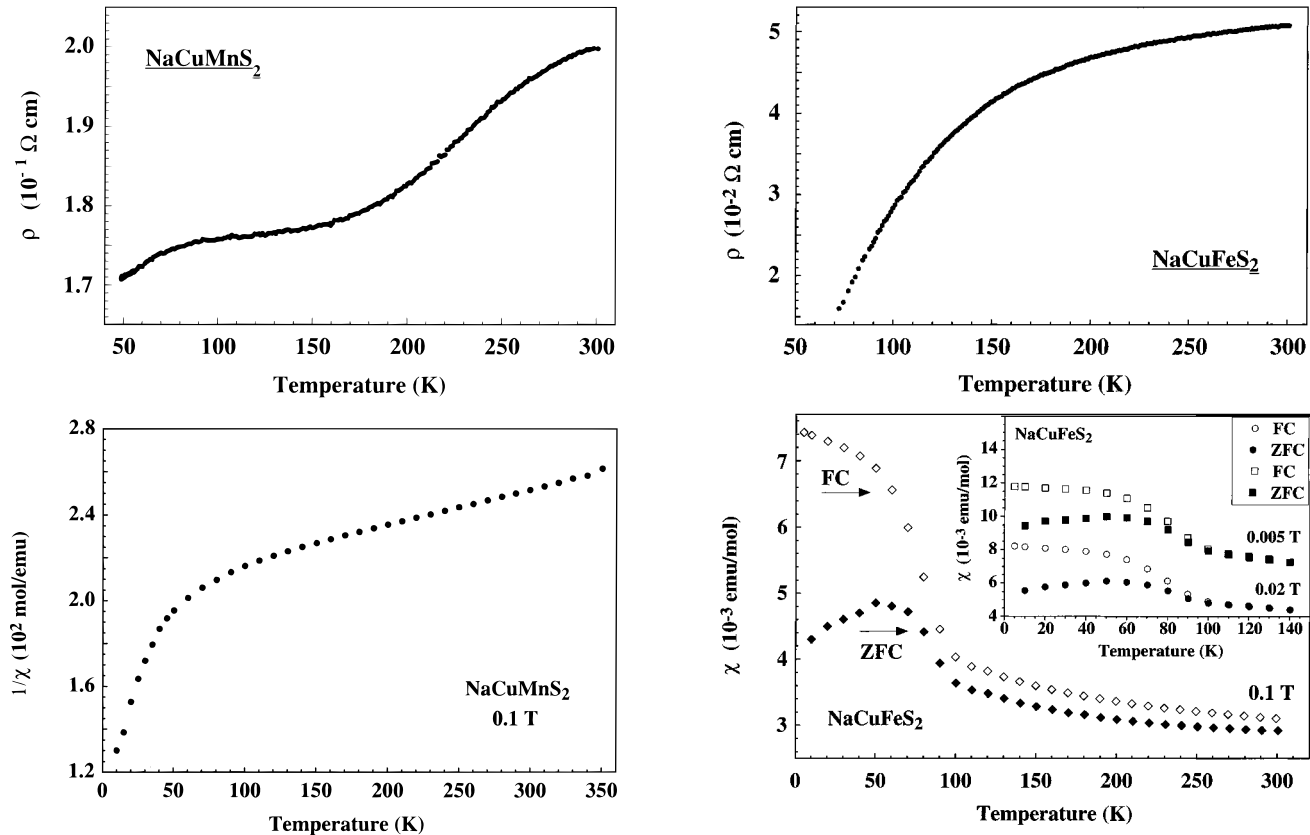 2.0
1.9
1.8
1.7
ρ (10⁻¹ Ω cm)
NaCuMnS₂
50 100 150 200 250 300
Temperature (K)
5
4
3
2
ρ (10⁻² Ω cm)
NaCuFeS₂
50 100 150 200 250 300
Temperature (K)
2.8
2.4
2.0
1.6
1.2
1/χ (10² mol/emu)
NaCuMnS₂
0.1 T
0 50 100 150 200 250 300 350
Temperature (K)
7
6
5
4
3
χ (10⁻³ emu/mol)
FC
ZFC
NaCuFeS₂
0.1 T
0 50 100 150 200 250 300
Temperature (K)
16
14
12
10
8
6
4
χ (10⁻³ emu/mol)
NaCuFeS₂
FC
ZFC
FC
ZFC
0.005 T
0.02 T
0 20 40 60 80 100 120 140
Temperature (K)